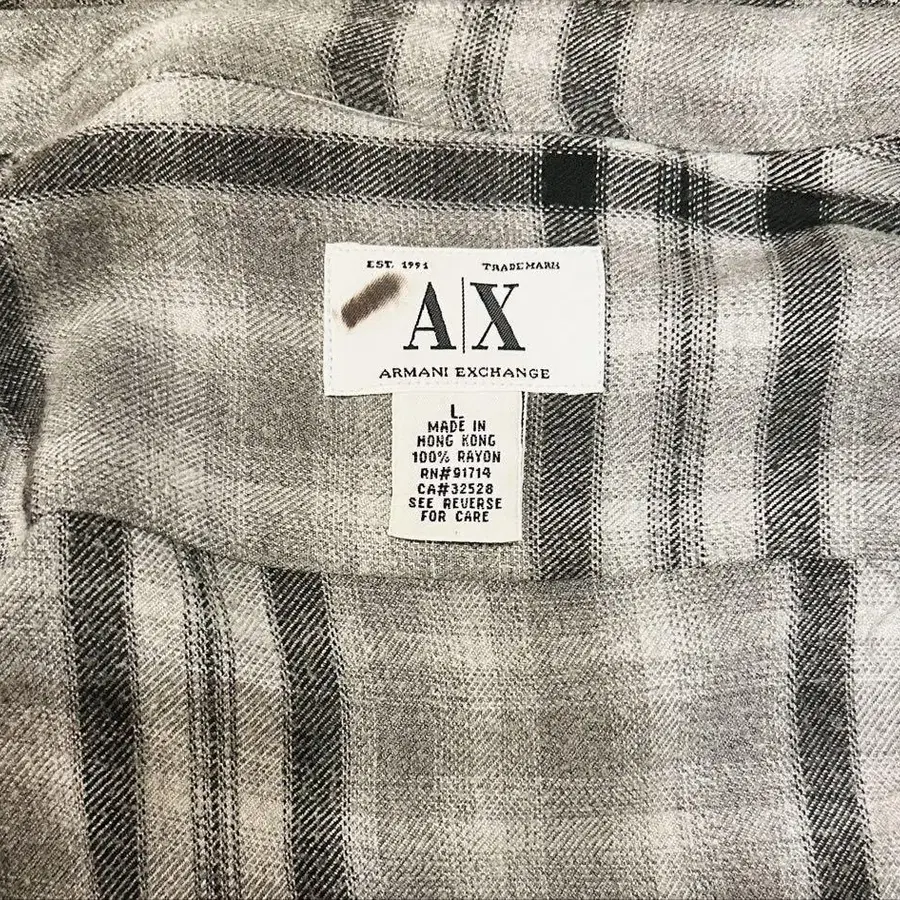 EST. 1991 TRADEMARK
A|X
ARMANI EXCHANGE
L
MADE IN
HONG KONG
100% RAYON
RN#91714
CA#32528
SEE REVERSE
FOR CARE